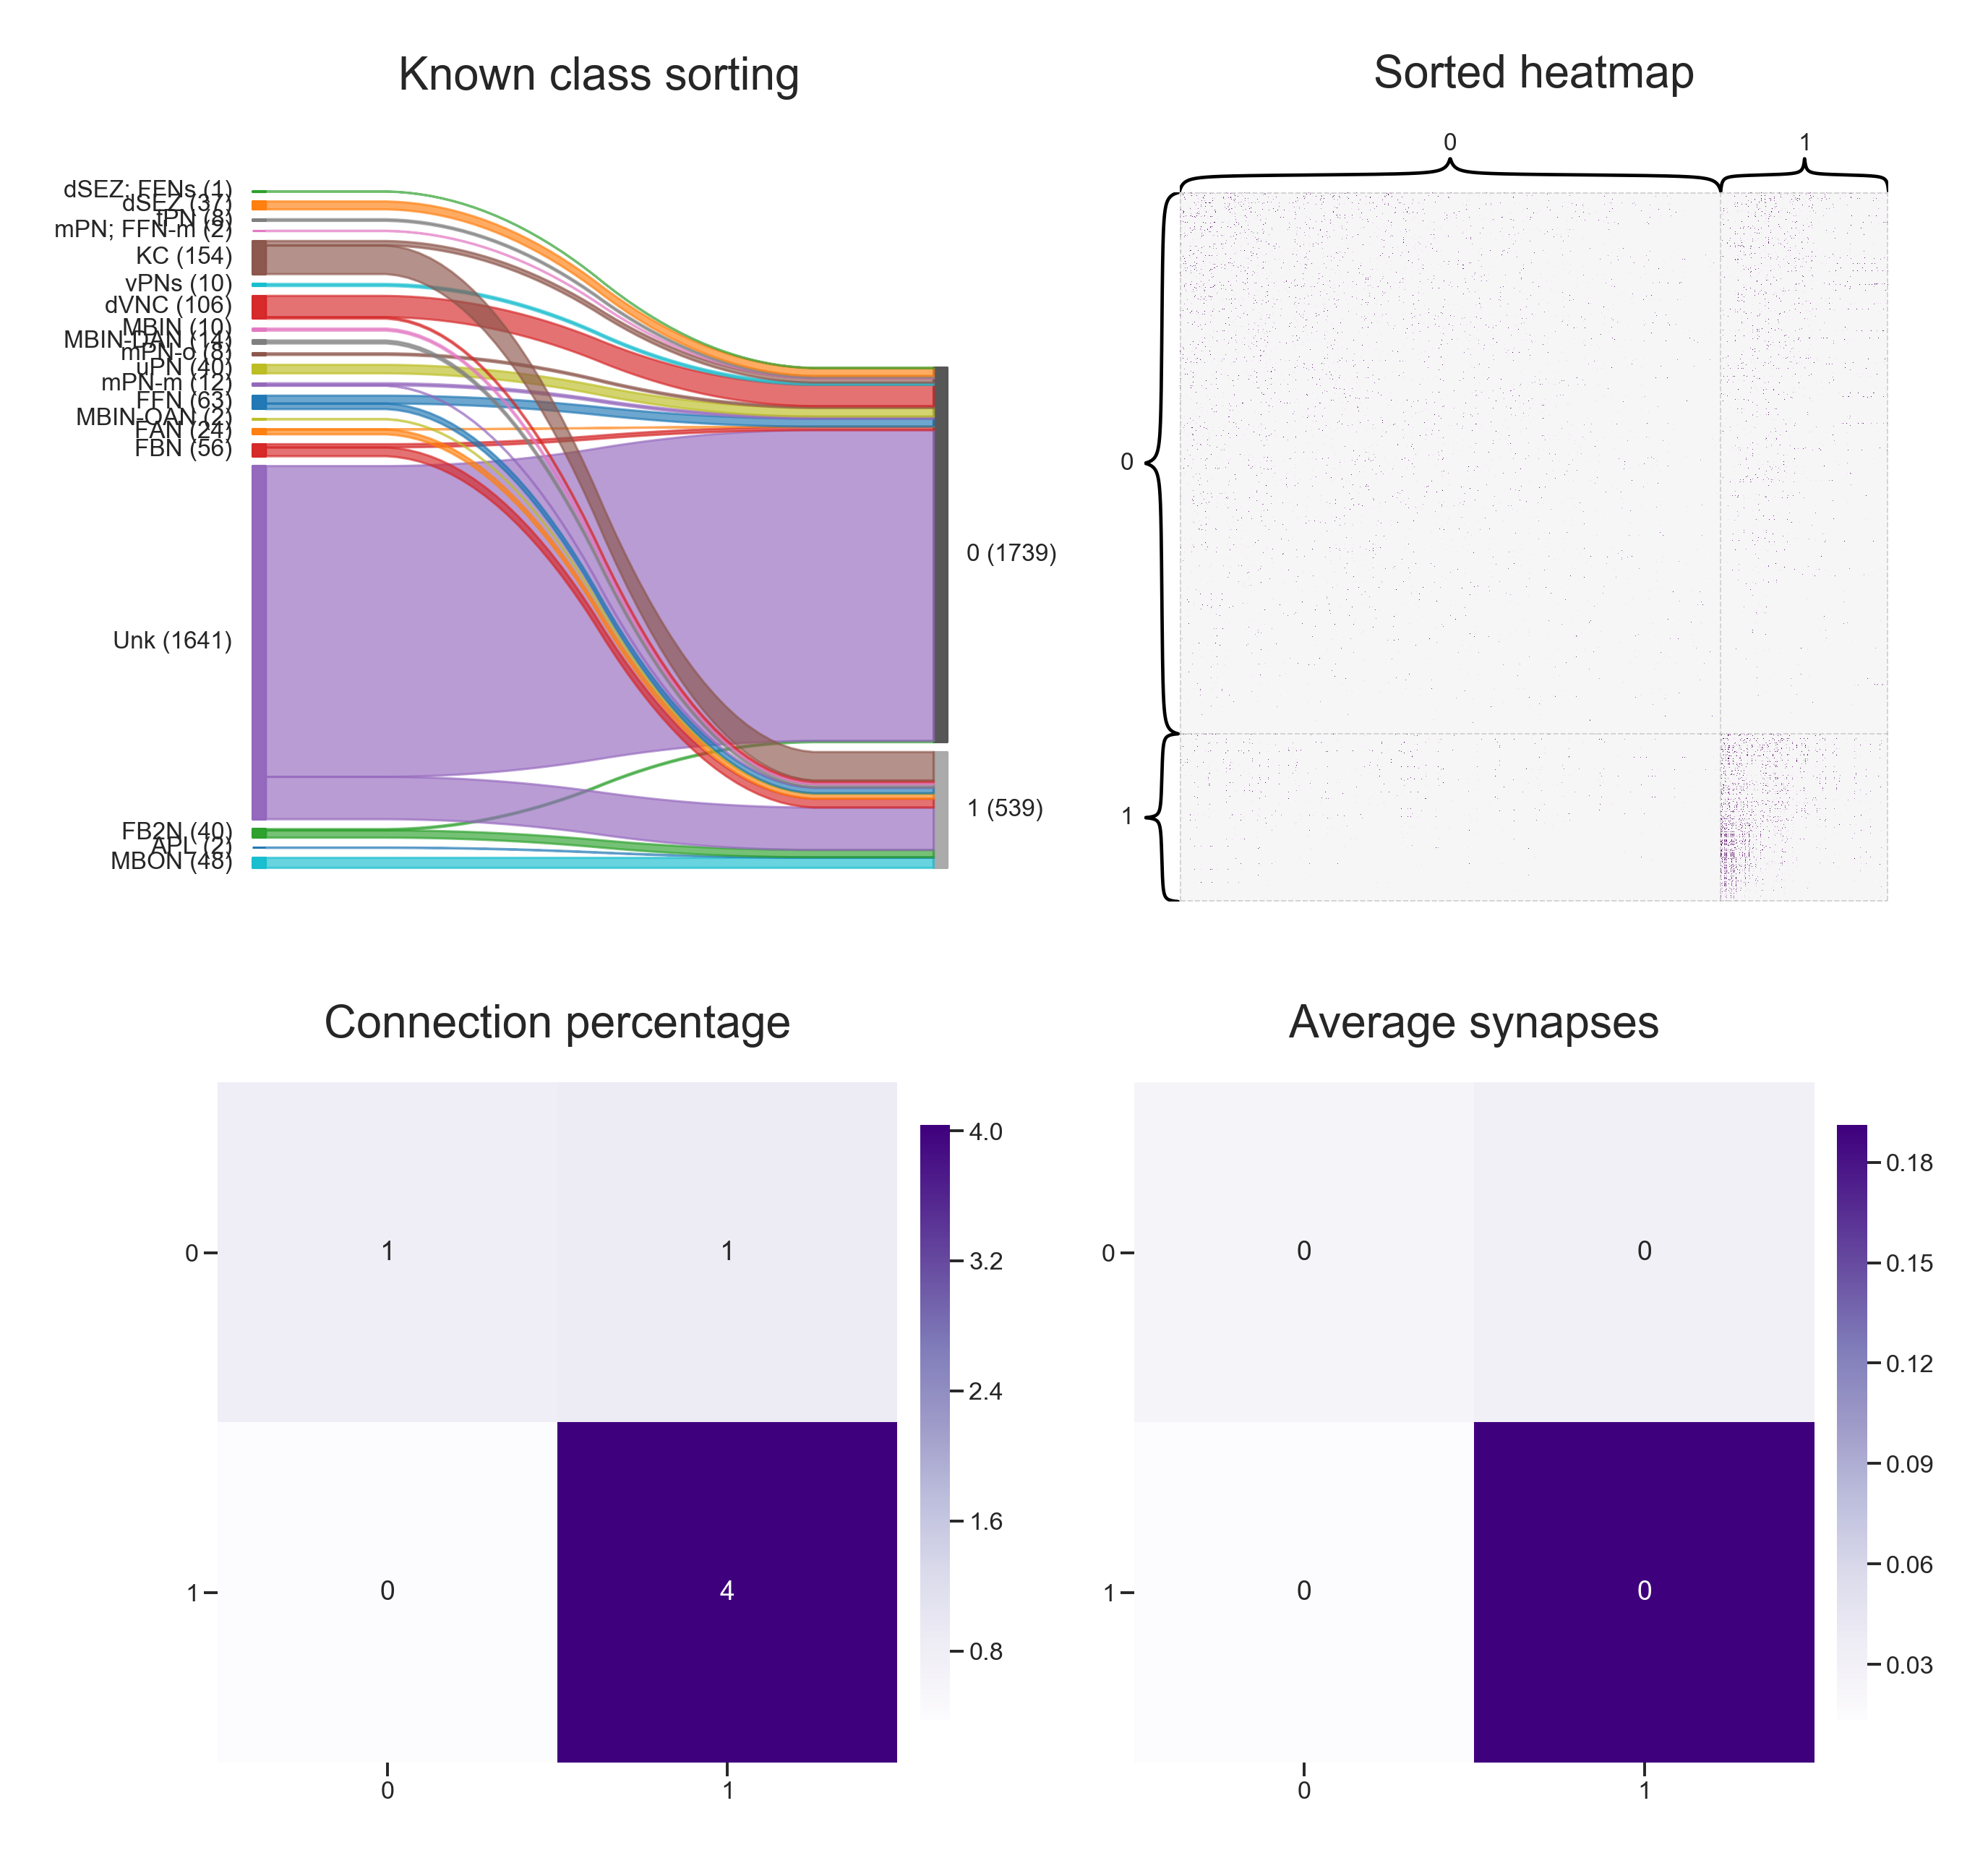 Known class sorting
dSEZ; FFNs (1)
dSEZ (37)
tPN (8)
mPN; FFN-m (2)
KC (154)
vPNs (10)
dVNC (106)
MBIN (10)
MBIN-DAN (14)
mPN-o (8)
uPN (40)
mPN-m (12)
FFN (63)
MBIN-OAN (2)
FAN (24)
FBN (56)
Unk (1641)
FB2N (40)
APL (2)
MBON (48)
0 (1739)
1 (539)
Sorted heatmap
0 1
0
1
Connection percentage
0
1
1 1
0 4
0 1
4.0
3.2
2.4
1.6
0.8
Average synapses
0
1
0 0
0 0
0 1
0.18
0.15
0.12
0.09
0.06
0.03